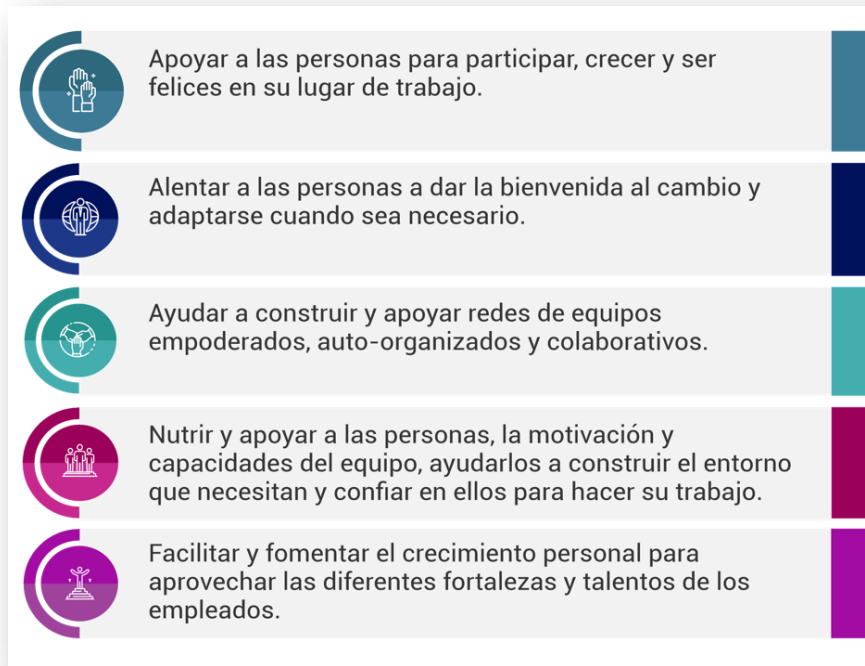 Apoyar a las personas para participar, crecer y ser
felices en su lugar de trabajo.
Alentar a las personas a dar la bienvenida al cambio y
adaptarse cuando sea necesario.
Ayudar a construir y apoyar redes de equipos
empoderados, auto-organizados y colaborativos.
Nutrir y apoyar a las personas, la motivación y
capacidades del equipo, ayudarlos a construir el entorno
que necesitan y confiar en ellos para hacer su trabajo.
Facilitar y fomentar el crecimiento personal para
aprovechar las diferentes fortalezas y talentos de los
empleados.